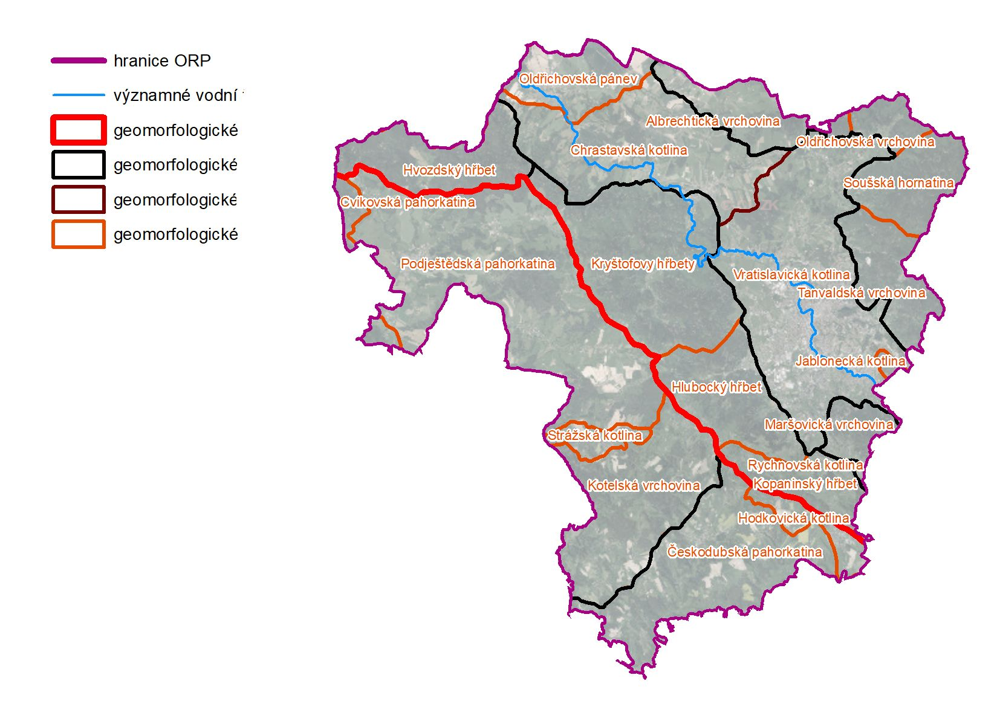 hranice ORP
významné vodní
geomorfologické
geomorfologické
geomorfologické
geomorfologické
Oldřichovská pánev
Albrechtická vrchovina
Oldřichovská vrchovina
Chrastavská kotlina
Hvozdský hřbet
Soušská hornatina
Cvikovská pahorkatina
Podještědská pahorkatina
Kryštofovy hřbety
Vratislavická kotlina
Tanvaldská vrchovina
Jablonecká kotlina
Hlubocký hřbet
Maršovická vrchovina
Strážská kotlina
Rychnovská kotlina
Kotelská vrchovina
Kopaninský hřbet
Hodkovická kotlina
Českodubská pahorkatina